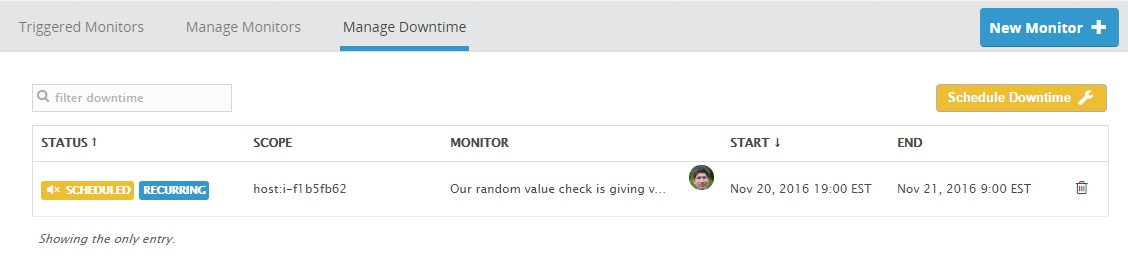 Triggered Monitors Manage Monitors Manage Downtime New Monitor +
filter downtime Schedule Downtime
STATUS ↑ SCOPE MONITOR START ↓ END
SCHEDULED RECURRING host:i-f1b5fb62 Our random value check is giving v... Nov 20, 2016 19:00 EST Nov 21, 2016 9:00 EST
Showing the only entry.